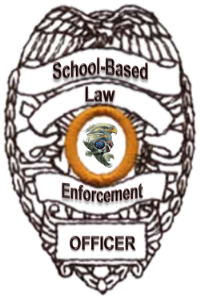 School-Based
Law
Enforcement
OFFICER